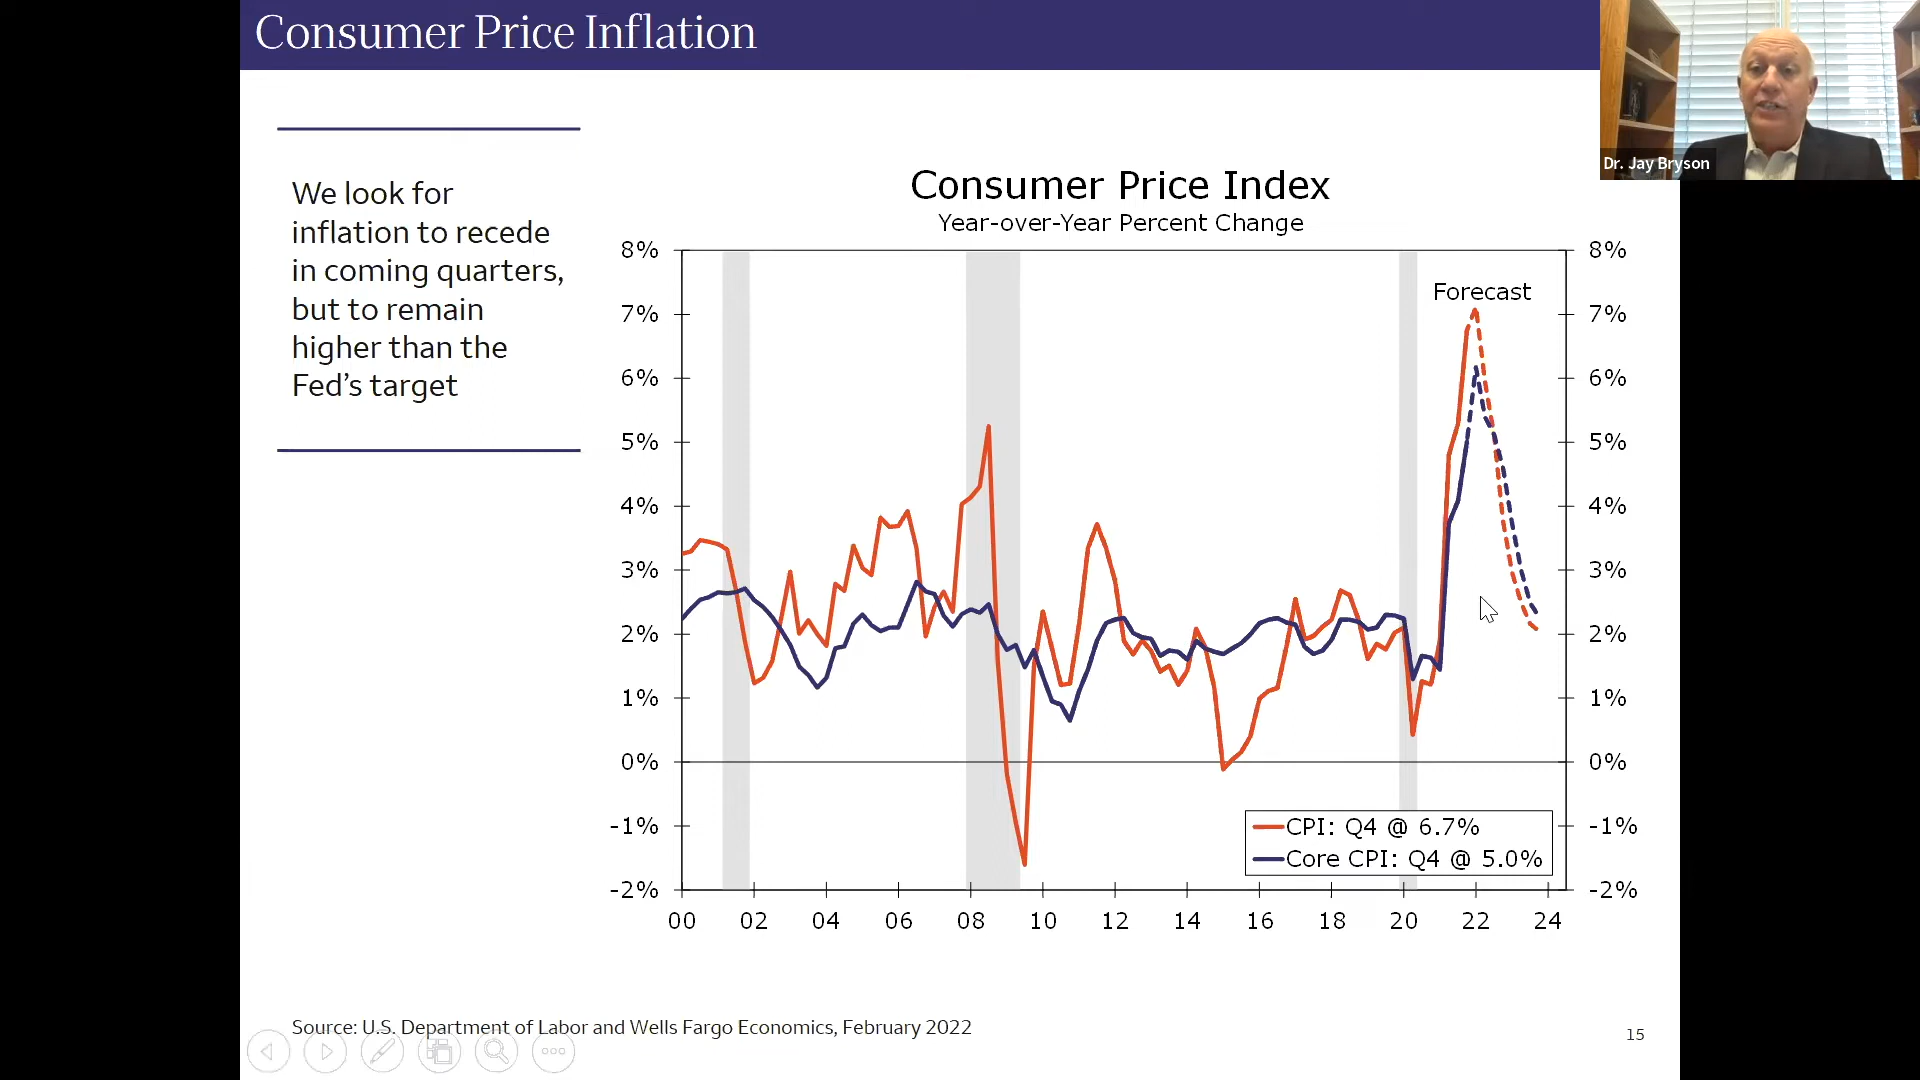 Consumer Price Inflation
Dr. Jay Bryson
We look for
inflation to recede
in coming quarters,
but to remain
higher than the
Fed's target
Consumer Price Index
Year-over-Year Percent Change
8%
7%
6%
5%
4%
3%
2%
1%
0%
-1%
-2%
8%
7%
6%
5%
4%
3%
2%
1%
0%
-1%
-2%
Forecast
CPI: Q4 @ 6.7%
Core CPI: Q4 @ 5.0%
00 02 04 06 08 10 12 14 16 18 20 22 24
Source: U.S. Department of Labor and Wells Fargo Economics, February 2022
15